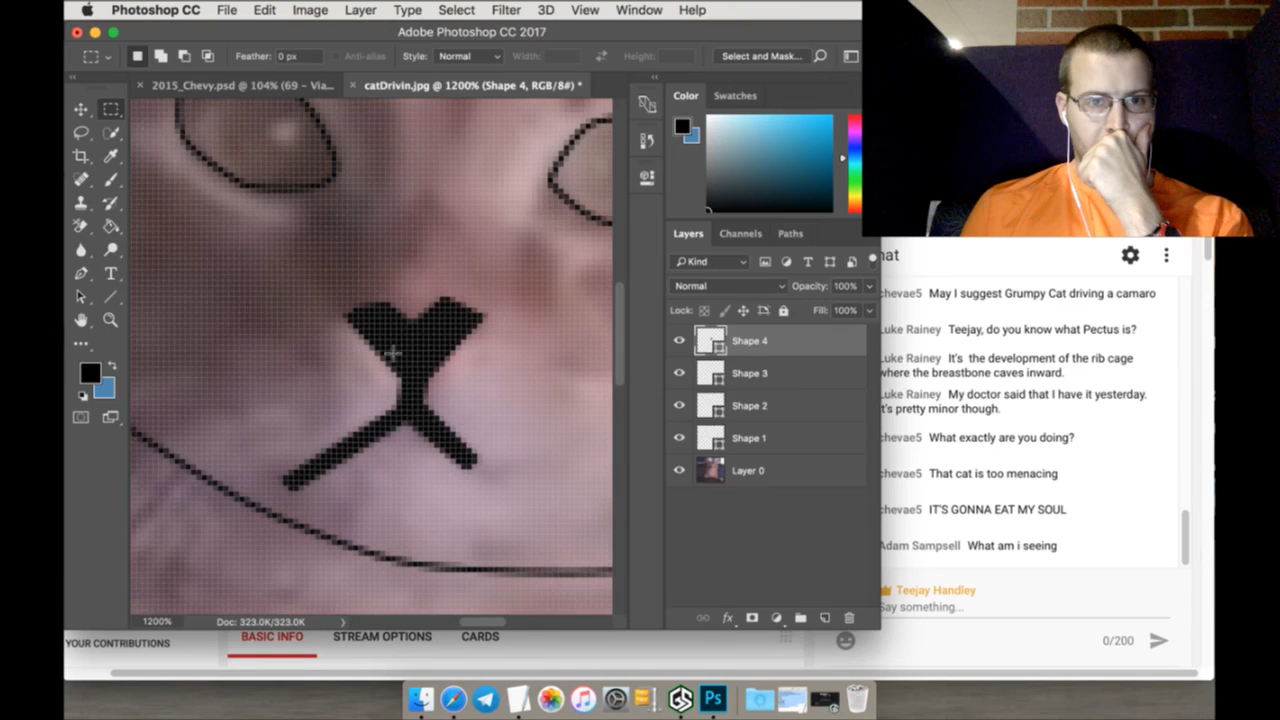 Photoshop CC File Edit Image Layer Type Select Filter 3D View Window Help
Adobe Photoshop CC 2017
Feather: 0 px Anti-alias Style: Normal Width: Height: Select and Mask...
2015_Chevy.psd @ 104% (69 – Via... catDrivin.jpg @ 1200% (Shape 4, RGB/8#) *
Color Swatches
Layers Channels Paths
Kind
Normal Opacity: 100%
Lock: Fill: 100%
Shape 4
Shape 3
Shape 2
Shape 1
Layer 0
1200% Doc: 323.0K/323.0K
YOUR CONTRIBUTIONS BASIC INFO STREAM OPTIONS CARDS
hat
chevae5 May I suggest Grumpy Cat driving a camaro
Luke Rainey Teejay, do you know what Pectus is?
Luke Rainey It's the development of the rib cage
where the breastbone caves inward.
Luke Rainey My doctor said that I have it yesterday.
It's pretty minor though.
chevae5 What exactly are you doing?
chevae5 That cat is too menacing
chevae5 IT'S GONNA EAT MY SOUL
Adam Sampsell What am i seeing
Teejay Handley
Say something...
0/200
Ps